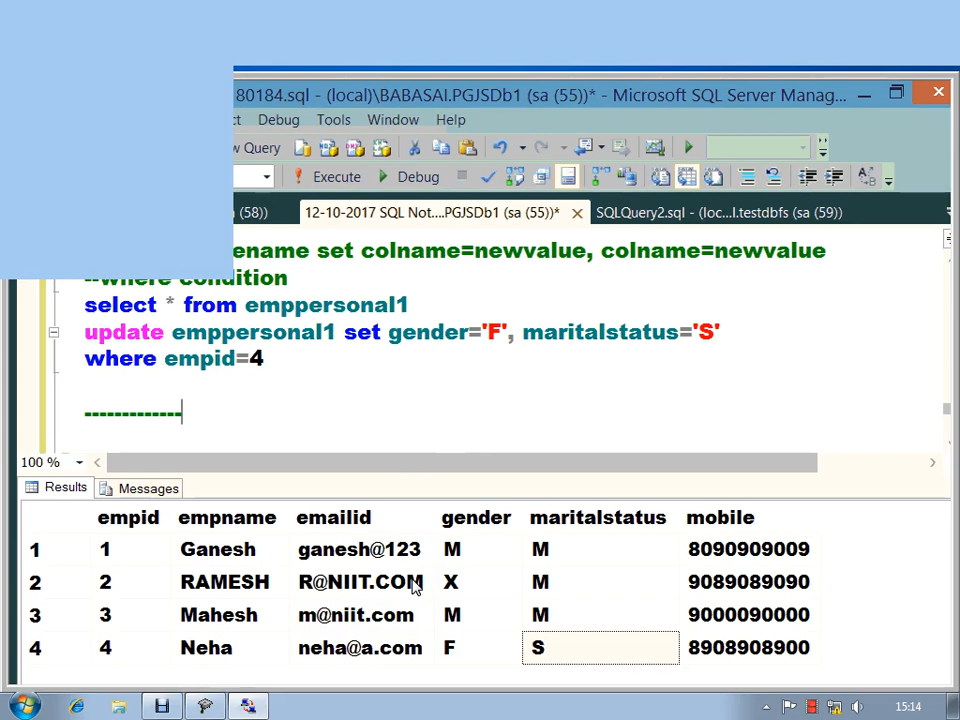 80184.sql - (local)\BABASAI.PGJSDb1 (sa (55))* - Microsoft SQL Server Manag...
Debug Tools Window Help
Query
Execute Debug
(58)) 12-10-2017 SQL Not....PGJSDb1 (sa (55))* SQLQuery2.sql - (loc...l.testdbfs (sa (59))
ename set colname=newvalue, colname=newvalue
--where condition
select * from emppersonal1
update emppersonal1 set gender='F', maritalstatus='S'
where empid=4
-------------
100 %
Results Messages
empid empname emailid gender maritalstatus mobile
1 1 Ganesh ganesh@123 M M 8090909009
2 2 RAMESH R@NIIT.COM X M 9089089090
3 3 Mahesh m@niit.com M M 9000090000
4 4 Neha neha@a.com F S 8908908900
15:14